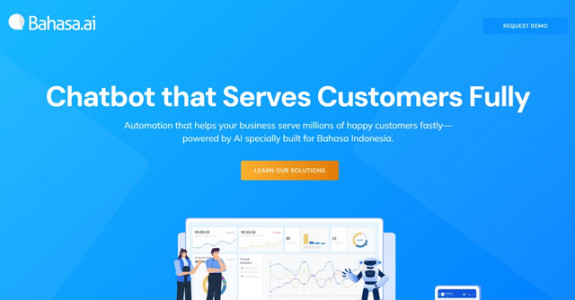 Bahasa.ai
REQUEST DEMO
Chatbot that Serves Customers Fully
Automation that helps your business serve millions of happy customers fastly—
powered by AI specially built for Bahasa Indonesia.
LEARN OUR SOLUTIONS